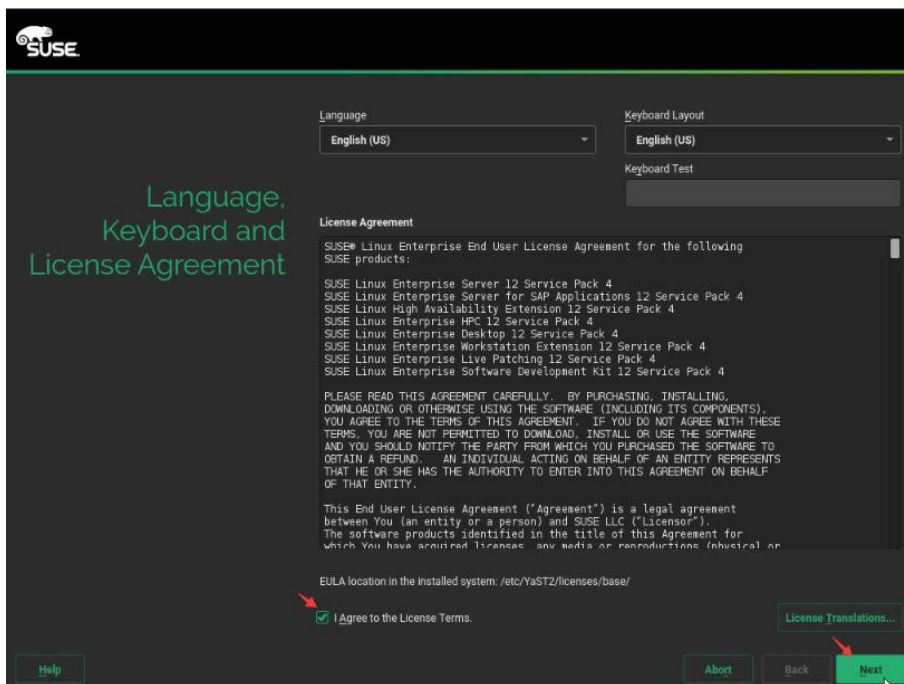 SUSE
Language Keyboard Layout
English (US) English (US)
Keyboard Test
Language,
Keyboard and
License Agreement
License Agreement
SUSE® Linux Enterprise End User License Agreement for the following
SUSE products:
SUSE Linux Enterprise Server 12 Service Pack 4
SUSE Linux Enterprise Server for SAP Applications 12 Service Pack 4
SUSE Linux High Availability Extension 12 Service Pack 4
SUSE Linux Enterprise HPC 12 Service Pack 4
SUSE Linux Enterprise Desktop 12 Service Pack 4
SUSE Linux Enterprise Workstation Extension 12 Service Pack 4
SUSE Linux Enterprise Live Patching 12 Service Pack 4
SUSE Linux Enterprise Software Development Kit 12 Service Pack 4
PLEASE READ THIS AGREEMENT CAREFULLY. BY PURCHASING, INSTALLING,
DOWNLOADING OR OTHERWISE USING THE SOFTWARE (INCLUDING ITS COMPONENTS),
YOU AGREE TO THE TERMS OF THIS AGREEMENT. IF YOU DO NOT AGREE WITH THESE
TERMS, YOU ARE NOT PERMITTED TO DOWNLOAD, INSTALL OR USE THE SOFTWARE
AND YOU SHOULD NOTIFY THE PARTY FROM WHICH YOU PURCHASED THE SOFTWARE TO
OBTAIN A REFUND. AN INDIVIDUAL ACTING ON BEHALF OF AN ENTITY REPRESENTS
THAT HE OR SHE HAS THE AUTHORITY TO ENTER INTO THIS AGREEMENT ON BEHALF
OF THAT ENTITY.
This End User License Agreement ("Agreement") is a legal agreement
between You (an entity or a person) and SUSE LLC ("Licensor").
The software products identified in the title of this Agreement for
which You have acquired licenses, any media or reproductions (physical or
EULA location in the installed system: /etc/YaST2/licenses/base/
I Agree to the License Terms.
License Translations...
Help Abort Back Next